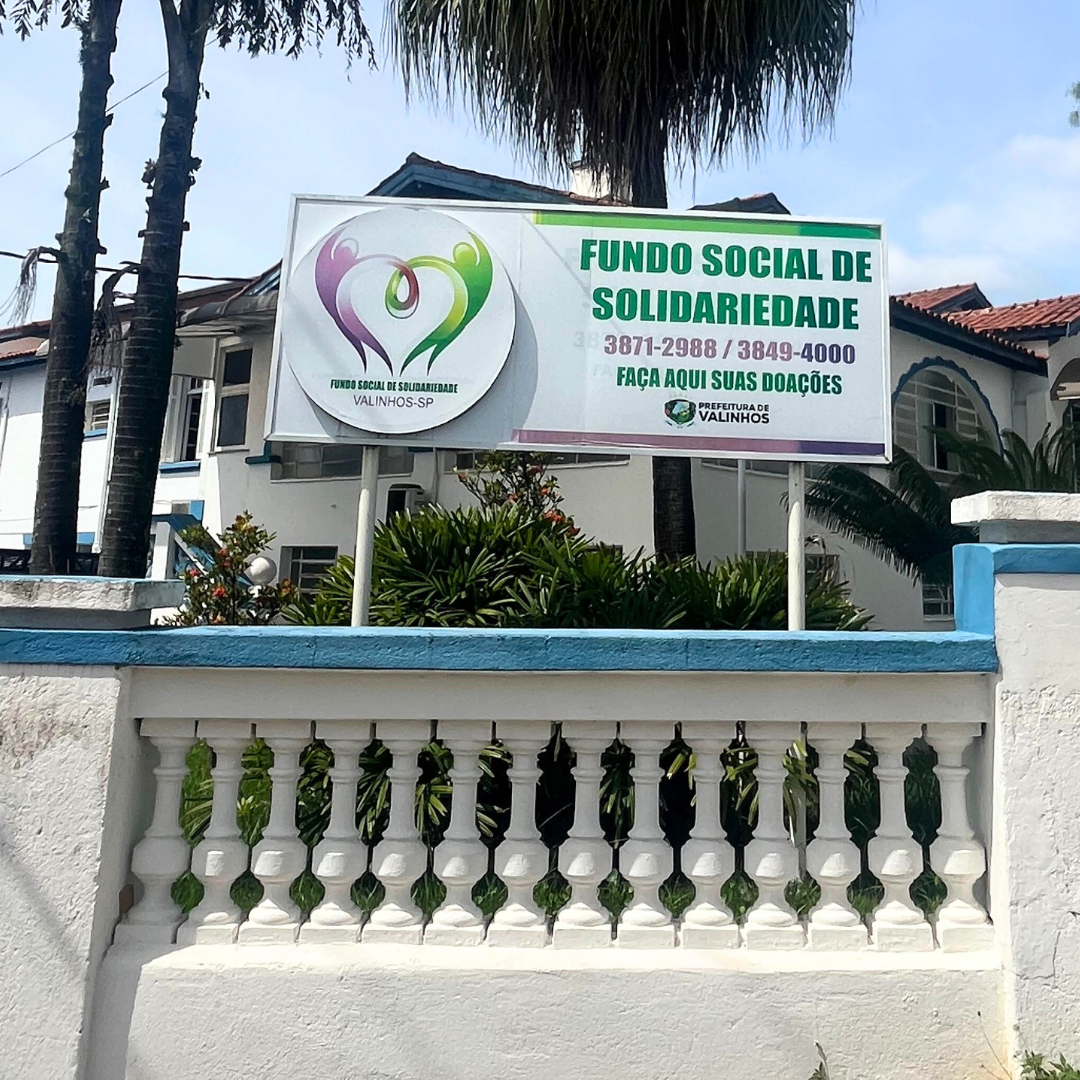 FUNDO SOCIAL DE SOLIDARIEDADE
VALINHOS-SP
FUNDO SOCIAL DE
SOLIDARIEDADE
3871-2988 / 3849-4000
FAÇA AQUI SUAS DOAÇÕES
PREFEITURA DE
VALINHOS